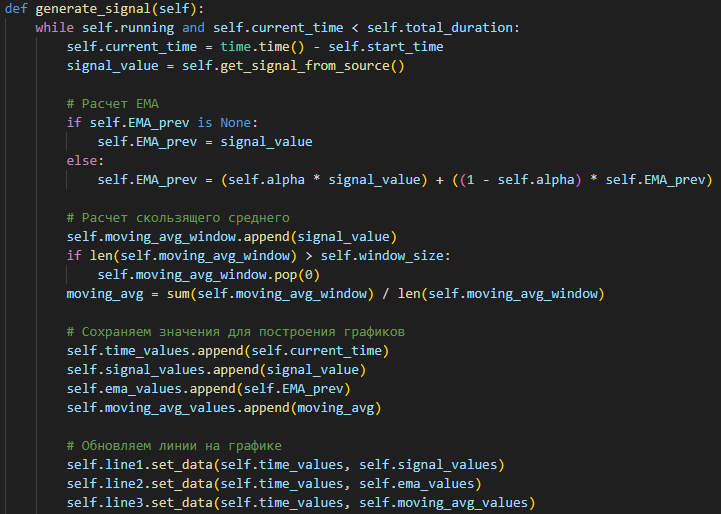 def generate_signal(self):
    while self.running and self.current_time < self.total_duration:
        self.current_time = time.time() - self.start_time
        signal_value = self.get_signal_from_source()

        # Расчет EMA
        if self.EMA_prev is None:
            self.EMA_prev = signal_value
        else:
            self.EMA_prev = (self.alpha * signal_value) + ((1 - self.alpha) * self.EMA_prev)

        # Расчет скользящего среднего
        self.moving_avg_window.append(signal_value)
        if len(self.moving_avg_window) > self.window_size:
            self.moving_avg_window.pop(0)
        moving_avg = sum(self.moving_avg_window) / len(self.moving_avg_window)

        # Сохраняем значения для построения графиков
        self.time_values.append(self.current_time)
        self.signal_values.append(signal_value)
        self.ema_values.append(self.EMA_prev)
        self.moving_avg_values.append(moving_avg)

        # Обновляем линии на графике
        self.line1.set_data(self.time_values, self.signal_values)
        self.line2.set_data(self.time_values, self.ema_values)
        self.line3.set_data(self.time_values, self.moving_avg_values)